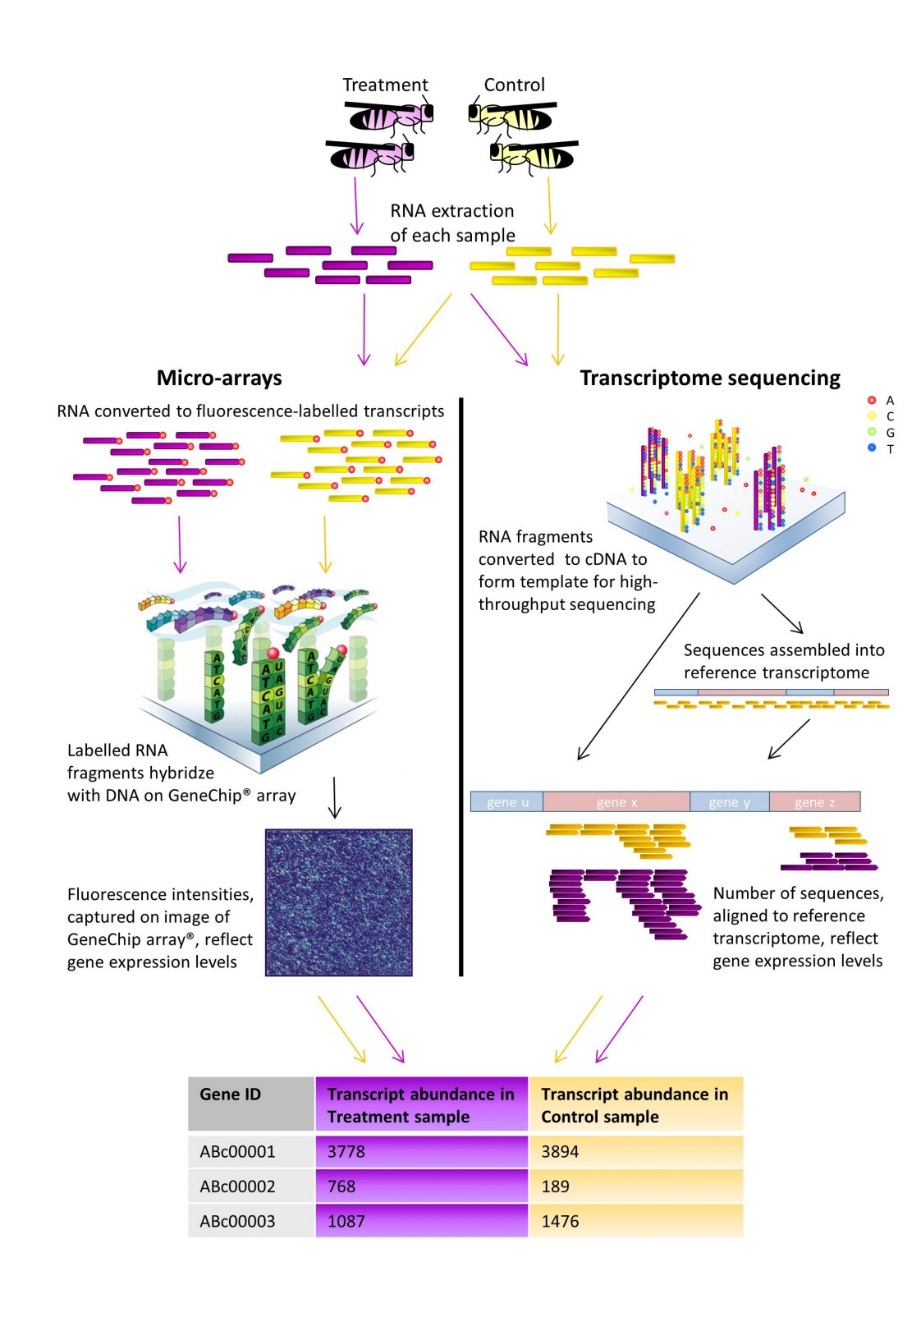 Treatment
Control
RNA extraction
of each sample
Micro-arrays
RNA converted to fluorescence-labelled transcripts
Labelled RNA
fragments hybridze
with DNA on GeneChip® array
Fluorescence intensities,
captured on image of
GeneChip array®, reflect
gene expression levels
Transcriptome sequencing
A
C
G
T
RNA fragments
converted to cDNA to
form template for high-
throughput sequencing
Sequences assembled into
reference transcriptome
gene u
gene x
gene y
gene z
Number of sequences,
aligned to reference
transcriptome, reflect
gene expression levels
Gene ID
Transcript abundance in
Treatment sample
Transcript abundance in
Control sample
ABc00001 3778 3894
ABc00002 768 189
ABc00003 1087 1476